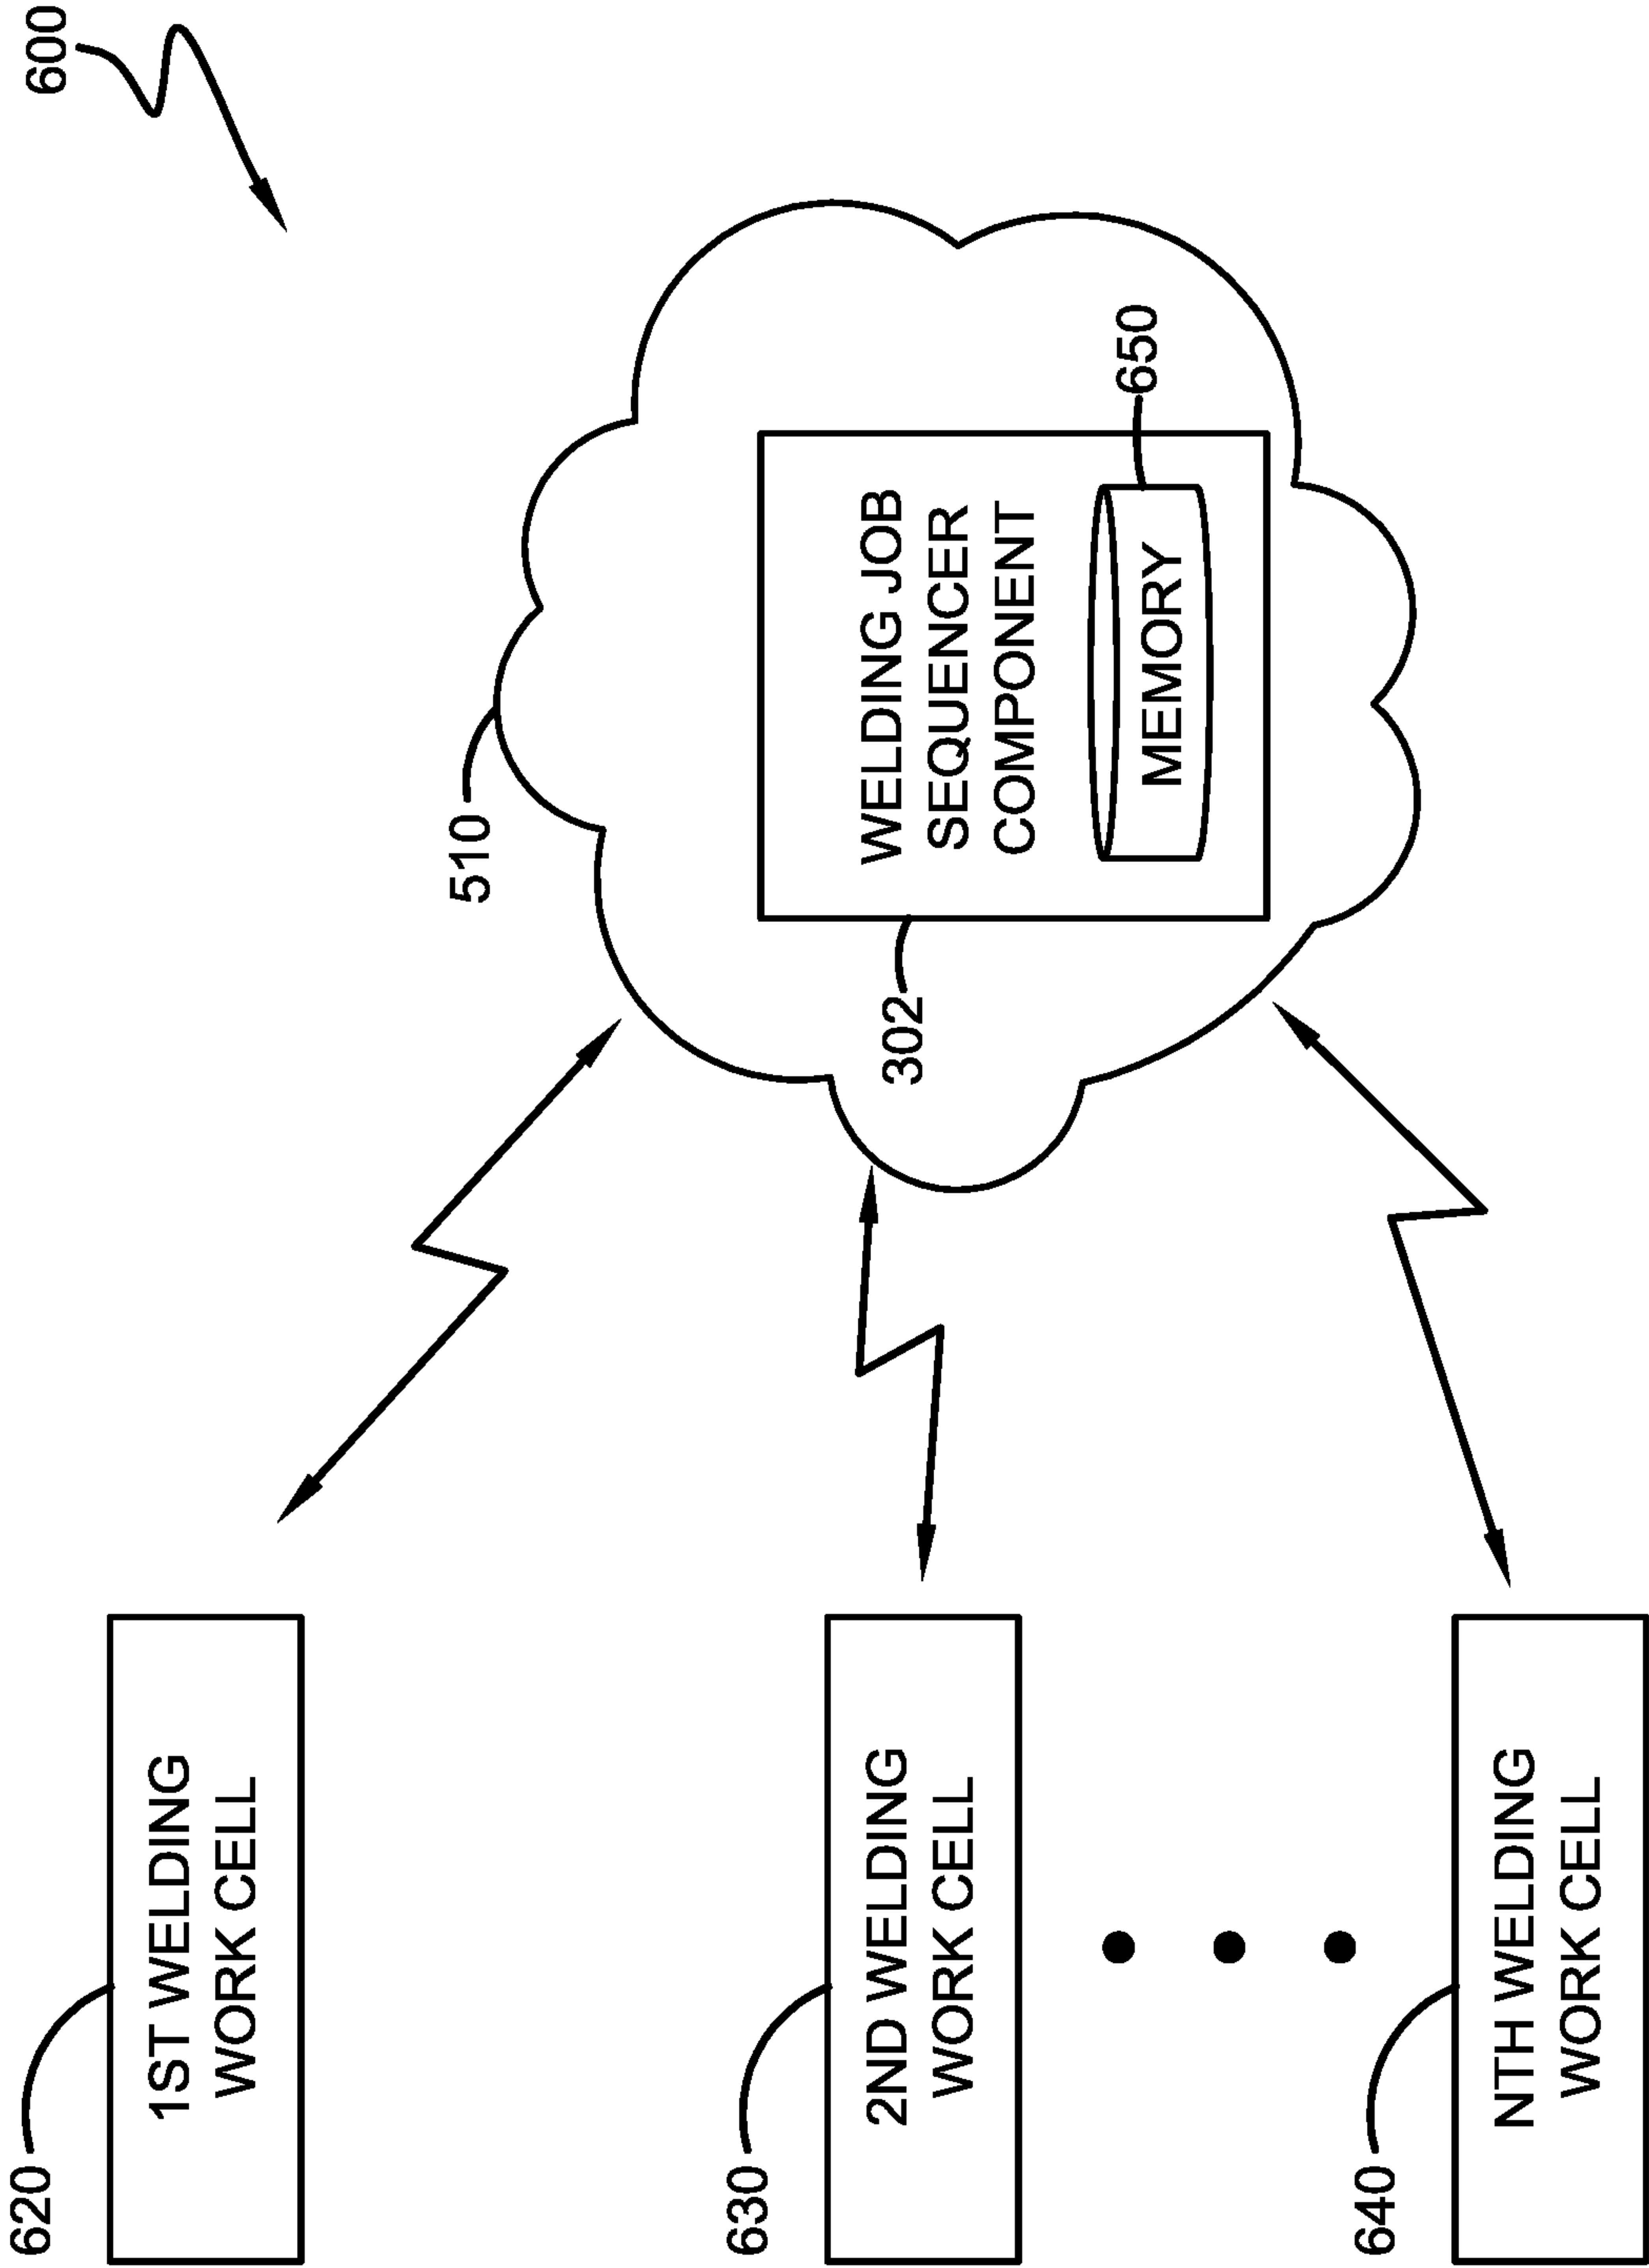 600
620
1ST WELDING
WORK CELL
510
630
2ND WELDING
WORK CELL
302
WELDING JOB
SEQUENCER
COMPONENT
MEMORY
650
640
NTH WELDING
WORK CELL